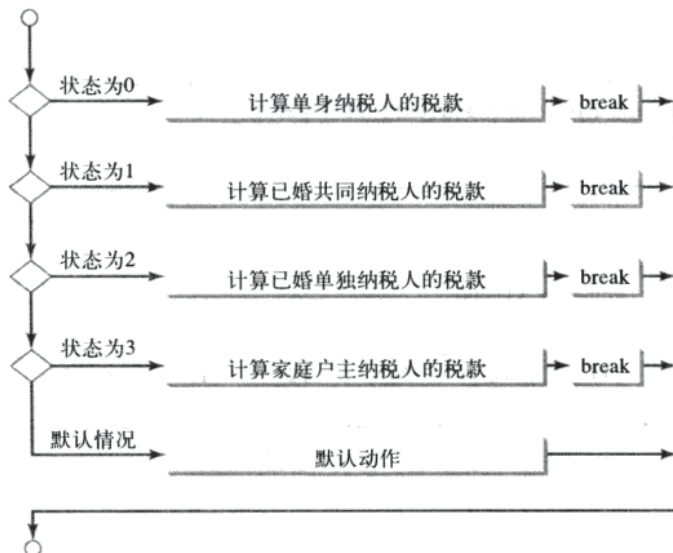 状态为0
计算单身纳税人的税款
break
状态为1
计算已婚共同纳税人的税款
break
状态为2
计算已婚单独纳税人的税款
break
状态为3
计算家庭户主纳税人的税款
break
默认情况
默认动作